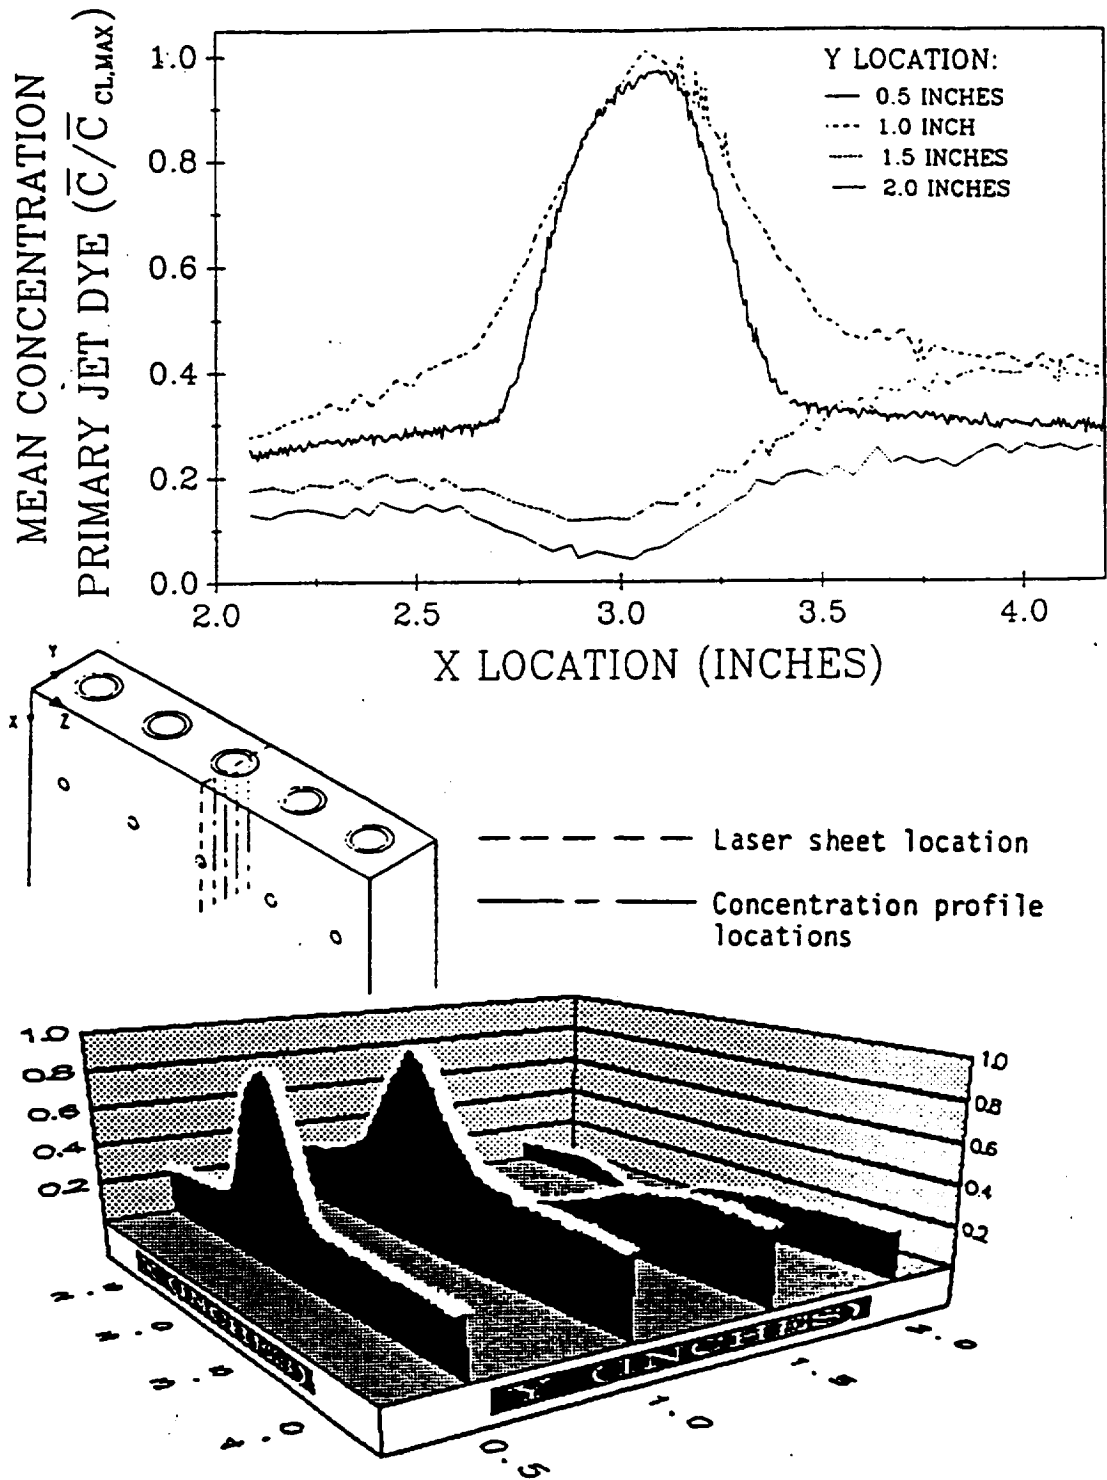 MEAN CONCENTRATION
PRIMARY JET DYE (C̅/C̅ CL,MAX)
1.0
0.8
0.6
0.4
0.2
0.0
Y LOCATION:
0.5 INCHES
1.0 INCH
1.5 INCHES
2.0 INCHES
2.0
2.5
3.0
3.5
4.0
X LOCATION (INCHES)
Y
X
Z
Laser sheet location
Concentration profile
locations
1.0
0.8
0.6
0.4
0.2
1.0
0.8
0.6
0.4
0.2
4.0
Y (INCHES)
0.5
1.0
1.5